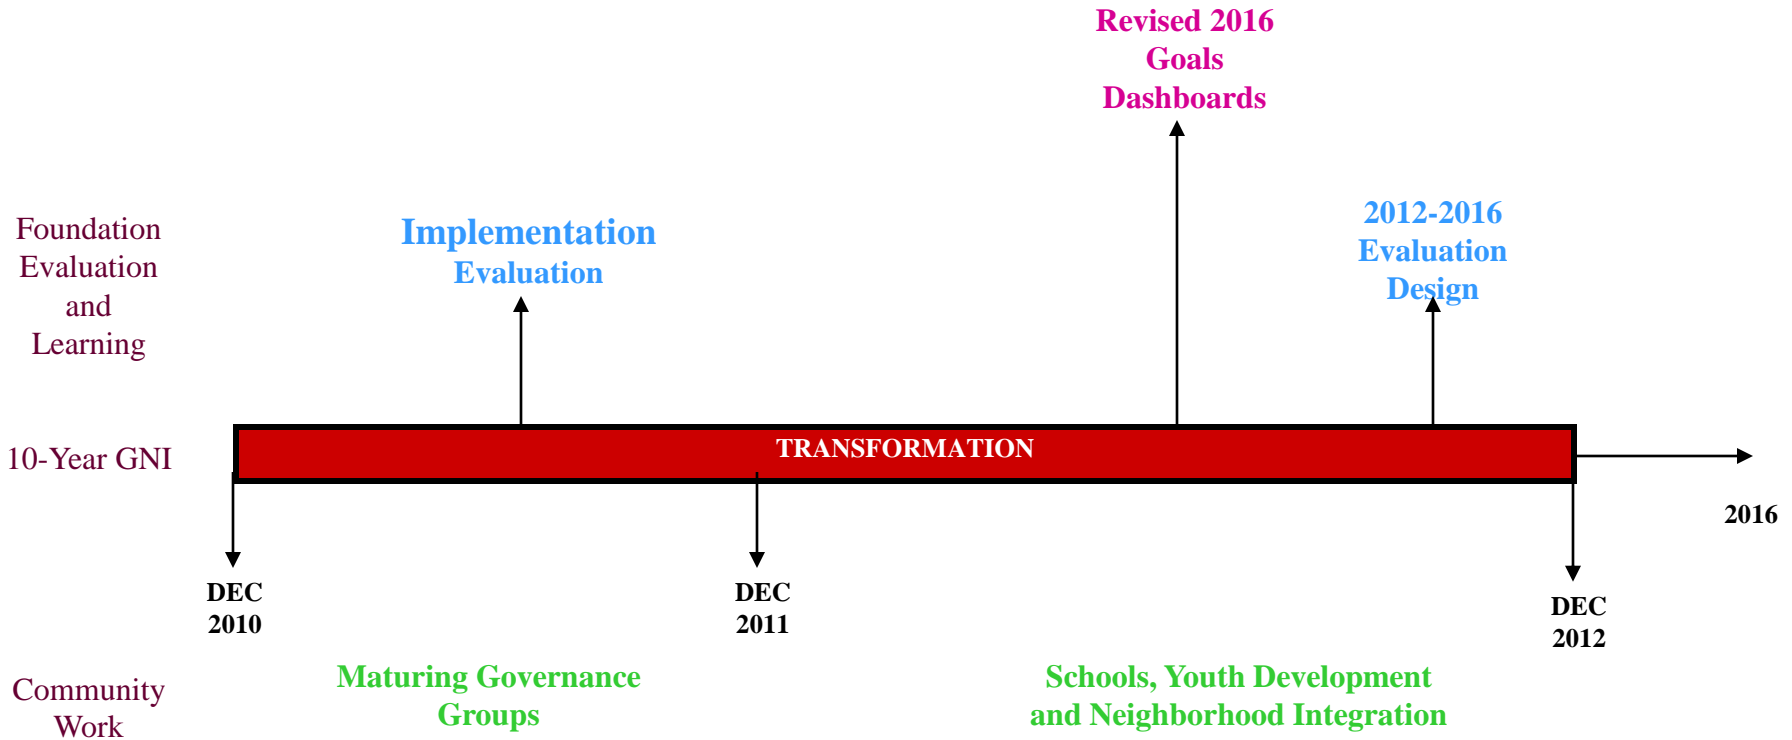 Revised 2016
Goals
Dashboards
Foundation
Evaluation
and
Learning
Implementation
Evaluation
2012-2016
Evaluation
Design
10-Year GNI
TRANSFORMATION
2016
DEC
2010
DEC
2011
DEC
2012
Community
Work
Maturing Governance
Groups
Schools, Youth Development
and Neighborhood Integration